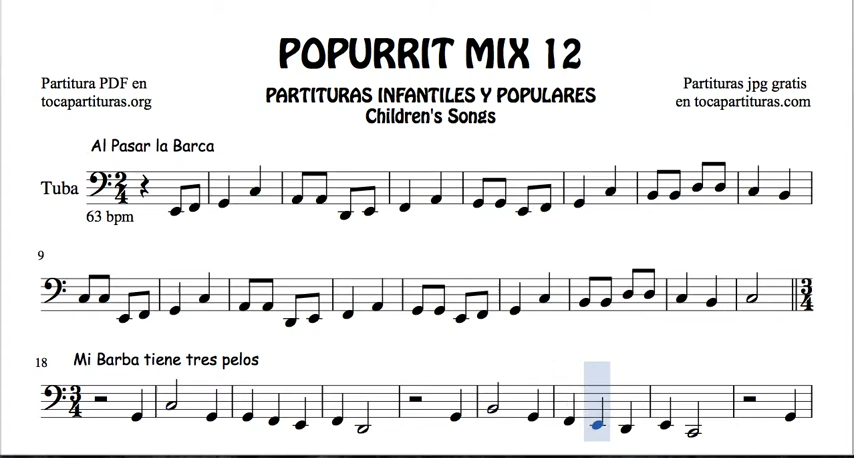 POPURRIT MIX 12
Partitura PDF en
tocapartituras.org
PARTITURAS INFANTILES Y POPULARES
Children's Songs
Partituras jpg gratis
en tocapartituras.com
Al Pasar la Barca
Tuba
2
4
63 bpm
9
3
4
18
Mi Barba tiene tres pelos
3
4